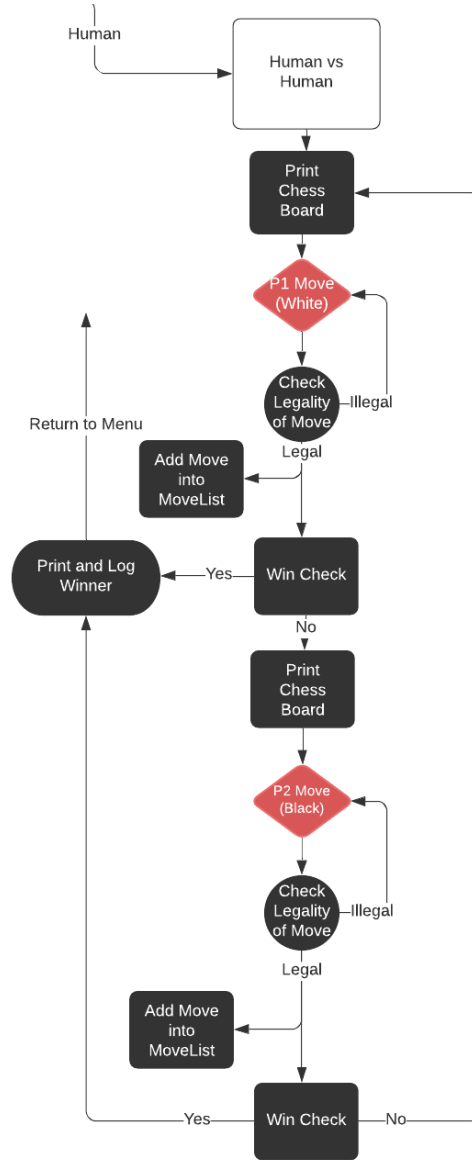 Human
Human vs
Human
Print
Chess
Board
P1 Move
(White)
Check
Legality
of Move
Illegal
Return to Menu
Legal
Add Move
into
MoveList
Print and Log
Winner
Yes
Win Check
No
Print
Chess
Board
P2 Move
(Black)
Check
Legality
of Move
Illegal
Legal
Add Move
into
MoveList
Yes
Win Check
No